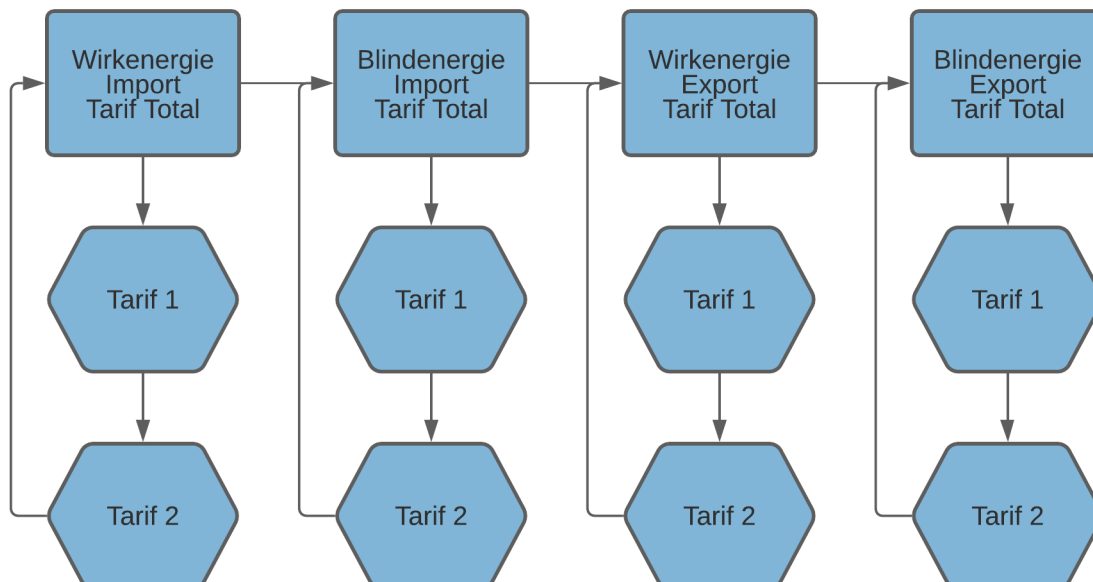 Wirkenergie
Import
Tarif Total
Blindenergie
Import
Tarif Total
Wirkenergie
Export
Tarif Total
Blindenergie
Export
Tarif Total
Tarif 1
Tarif 1
Tarif 1
Tarif 1
Tarif 2
Tarif 2
Tarif 2
Tarif 2